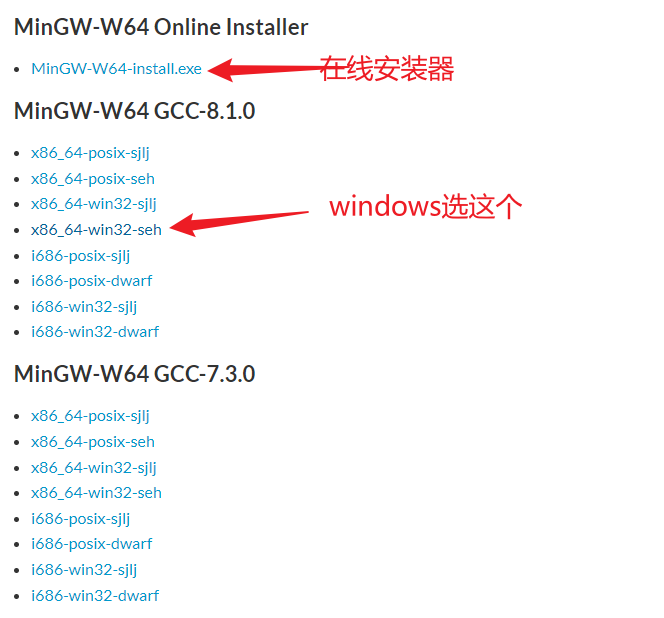 MinGW-W64 Online Installer
MinGW-W64-install.exe 在线安装器
MinGW-W64 GCC-8.1.0
x86_64-posix-sjlj
x86_64-posix-seh
x86_64-win32-sjlj
windows选这个
x86_64-win32-seh
i686-posix-sjlj
i686-posix-dwarf
i686-win32-sjlj
i686-win32-dwarf
MinGW-W64 GCC-7.3.0
x86_64-posix-sjlj
x86_64-posix-seh
x86_64-win32-sjlj
x86_64-win32-seh
i686-posix-sjlj
i686-posix-dwarf
i686-win32-sjlj
i686-win32-dwarf